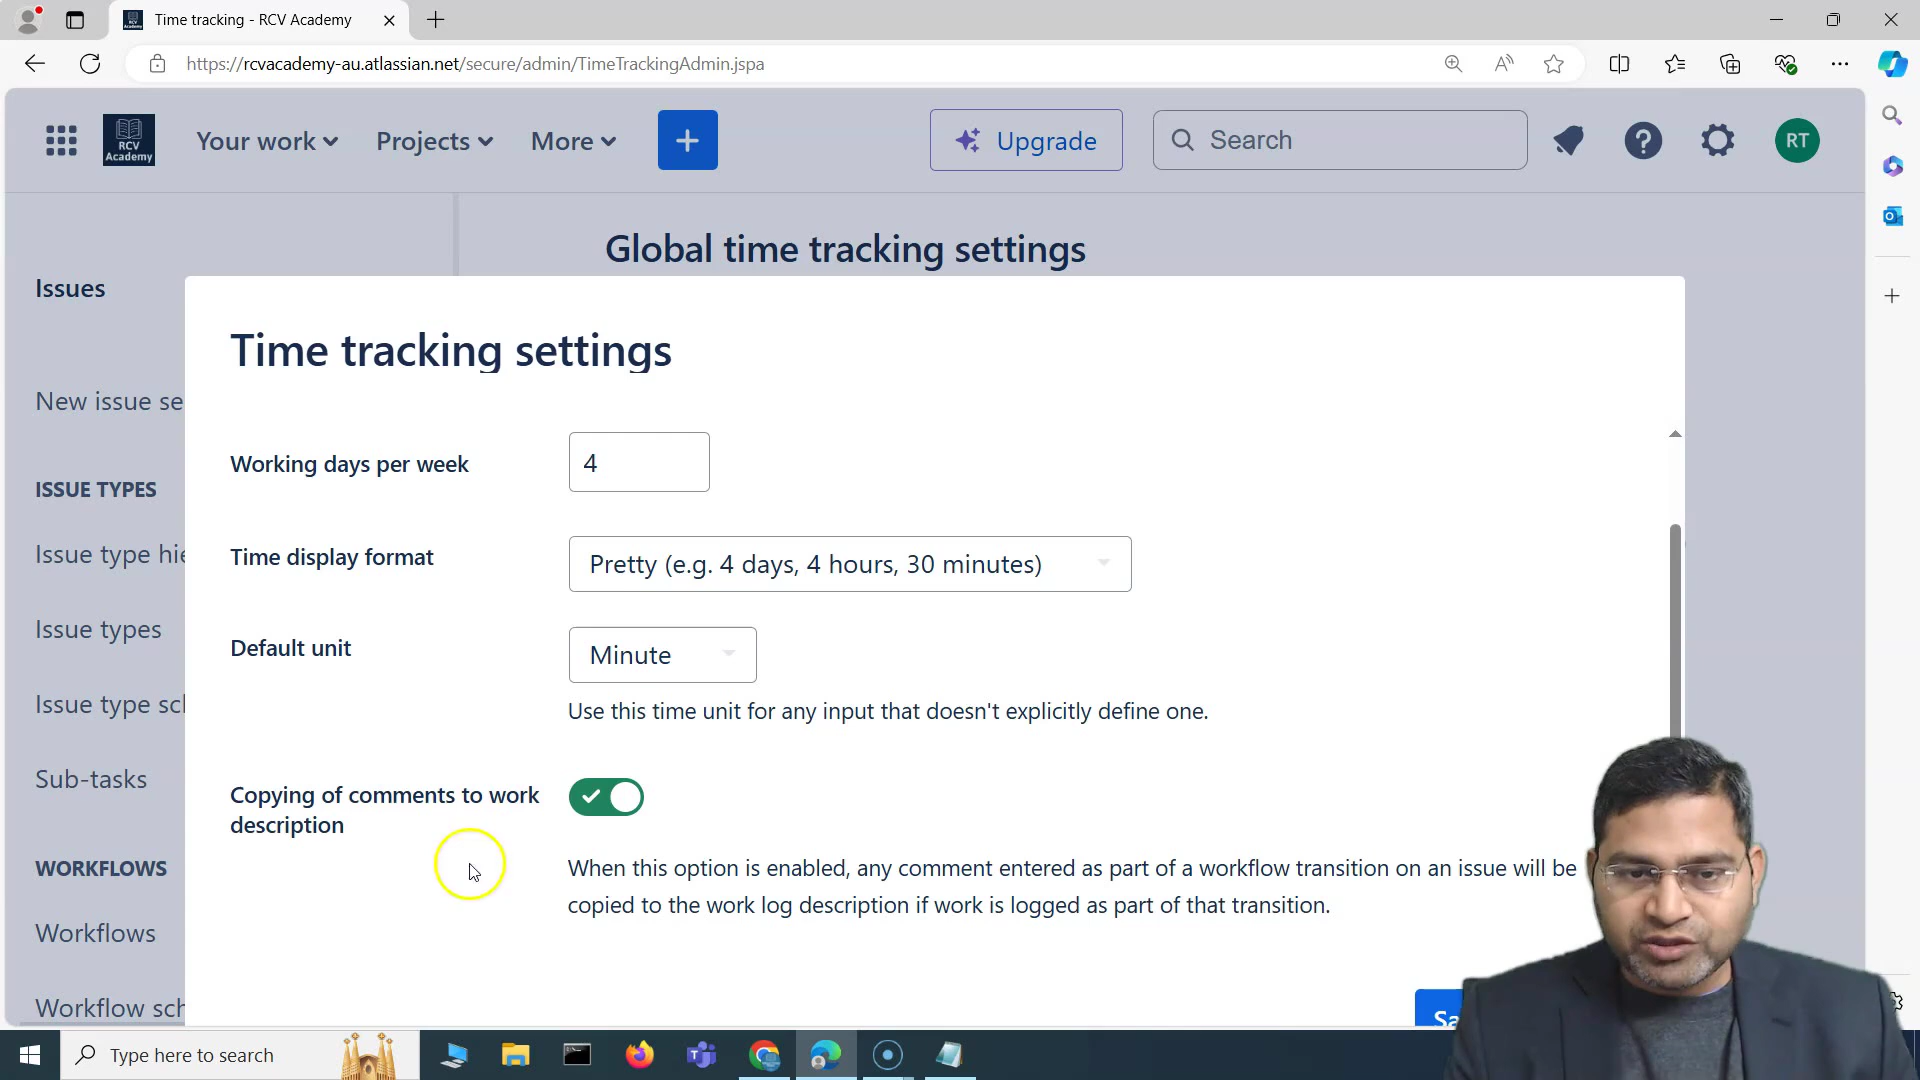 Time tracking - RCV Academy
https://rcvacademy-au.atlassian.net/secure/admin/TimeTrackingAdmin.jspa
RCV
Academy
Your work
Projects
More
Upgrade
Search
RT
Global time tracking settings
Issues
New issue se
ISSUE TYPES
Issue type hie
Issue types
Issue type scl
Sub-tasks
WORKFLOWS
Workflows
Workflow sch
Time tracking settings
Working days per week
4
Time display format
Pretty (e.g. 4 days, 4 hours, 30 minutes)
Default unit
Minute
Use this time unit for any input that doesn't explicitly define one.
Copying of comments to work
description
When this option is enabled, any comment entered as part of a workflow transition on an issue will be
copied to the work log description if work is logged as part of that transition.
Sa
Type here to search